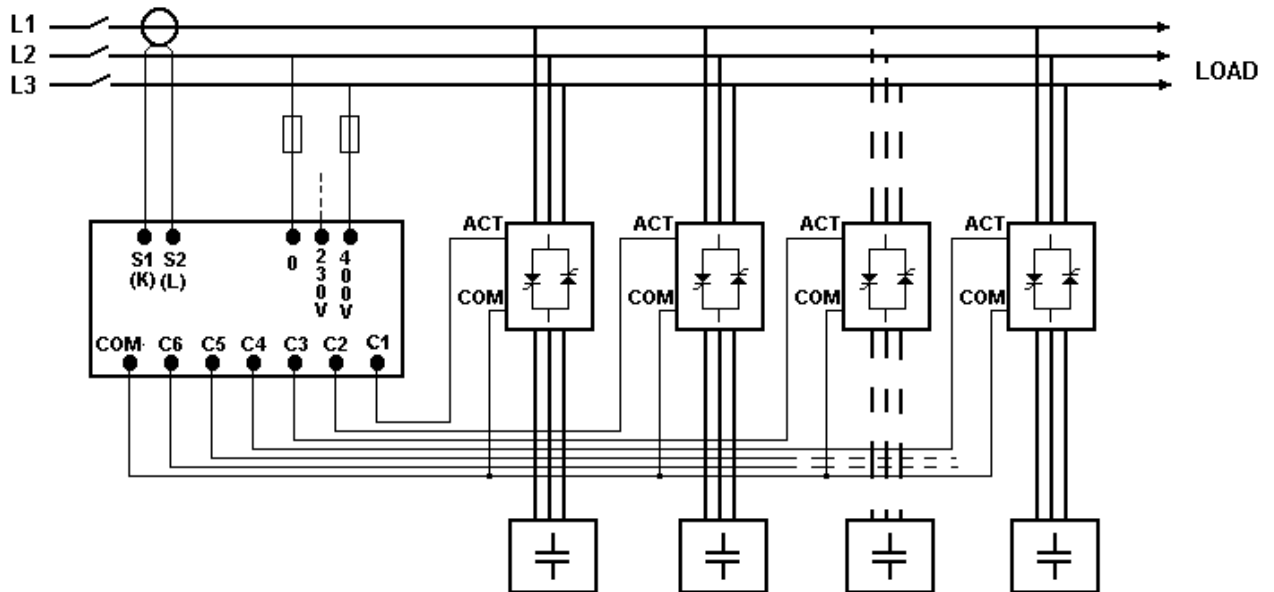 L1
L2
L3
LOAD
S1
(K)
S2
(L)
0
230V
400V
ACT
ACT
ACT
ACT
COM
COM
COM
COM
COM
C6
C5
C4
C3
C2
C1